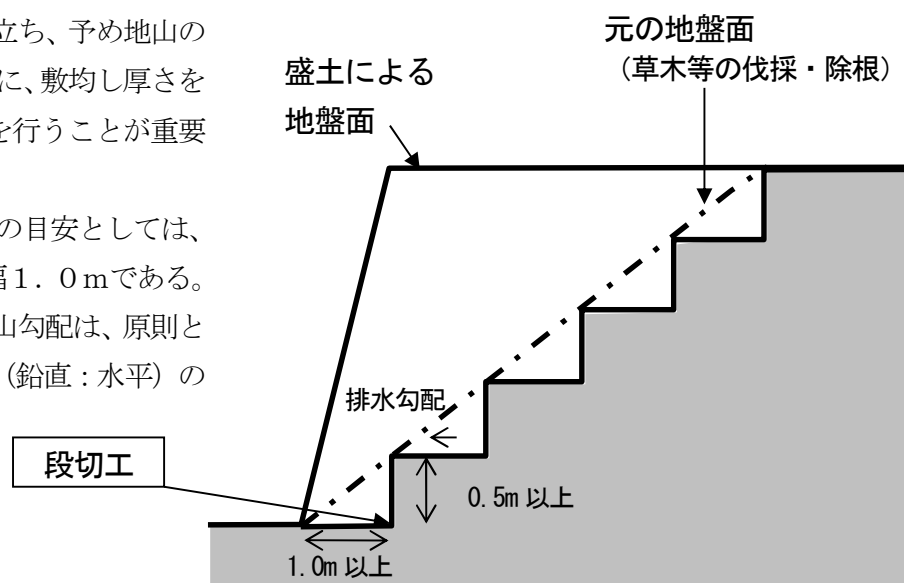 立ち、予め地山の
に、敷均し厚さを
を行うことが重要
の目安としては、
幅１．０ｍである。
山勾配は、原則と
（鉛直：水平）の
盛土による
地盤面
元の地盤面
（草木等の伐採・除根）
排水勾配
段切工
0.5m 以上
1.0m 以上